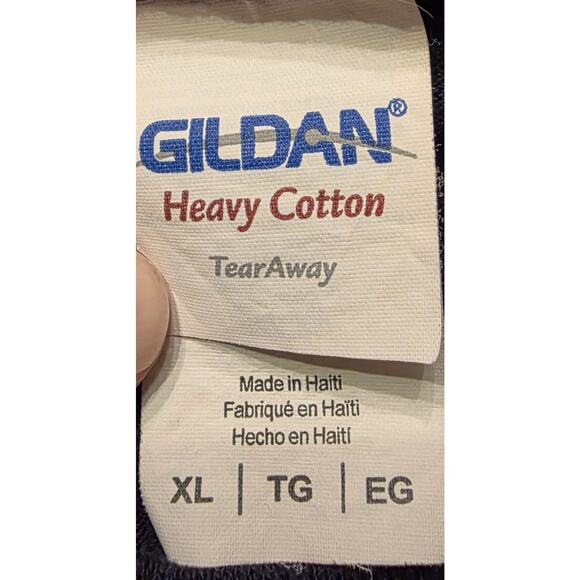 GILDAN®
Heavy Cotton
TearAway
Made in Haiti
Fabriqué en Haïti
Hecho en Haití
XL | TG | EG